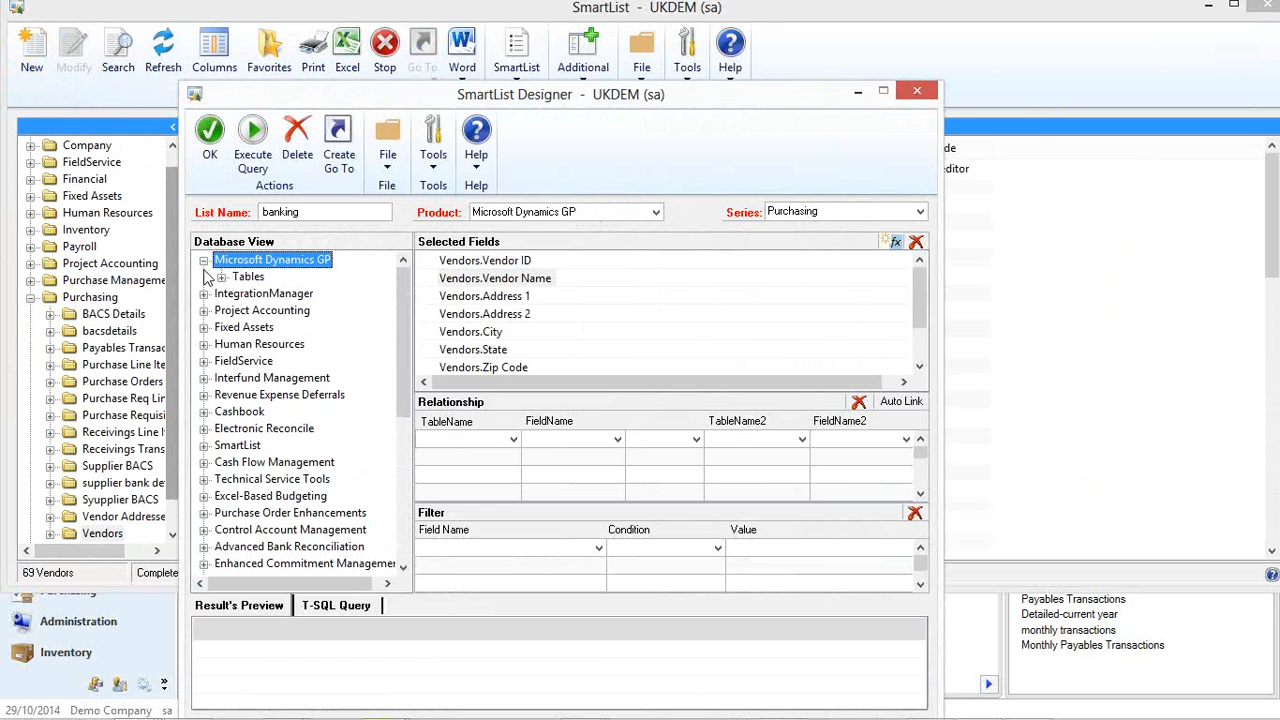 SmartList - UKDEM (sa)
New Modify Search Refresh Columns Favorites Print Excel Stop Go To Word SmartList Additional File Tools Help
SmartList Designer - UKDEM (sa)
OK
Execute Query
Delete
Create Go To
File
Tools
Help
Actions File Tools Help
List Name: banking Product: Microsoft Dynamics GP Series: Purchasing
Company
FieldService
Financial
Fixed Assets
Human Resources
Inventory
Payroll
Project Accounting
Purchase Manageme
Purchasing
BACS Details
bacsdetails
Payables Transac
Purchase Line Ite
Purchase Orders
Purchase Req Lin
Purchase Requisi
Receivings Line I
Receivings Trans
Supplier BACS
supplier bank de
Syupplier BACS
Vendor Addresse
Vendors
69 Vendors Complete
Database View
Microsoft Dynamics GP
Tables
IntegrationManager
Project Accounting
Fixed Assets
Human Resources
FieldService
Interfund Management
Revenue Expense Deferrals
Cashbook
Electronic Reconcile
SmartList
Cash Flow Management
Technical Service Tools
Excel-Based Budgeting
Purchase Order Enhancements
Control Account Management
Advanced Bank Reconciliation
Enhanced Commitment Manageme
Selected Fields
Vendors.Vendor ID
Vendors.Vendor Name
Vendors.Address 1
Vendors.Address 2
Vendors.City
Vendors.State
Vendors.Zip Code
Relationship Auto Link
TableName FieldName TableName2 FieldName2
Filter
Field Name Condition Value
Result's Preview T-SQL Query
de
editor
Administration
Inventory
Payables Transactions
Detailed-current year
monthly transactions
Monthly Payables Transactions
29/10/2014 Demo Company sa